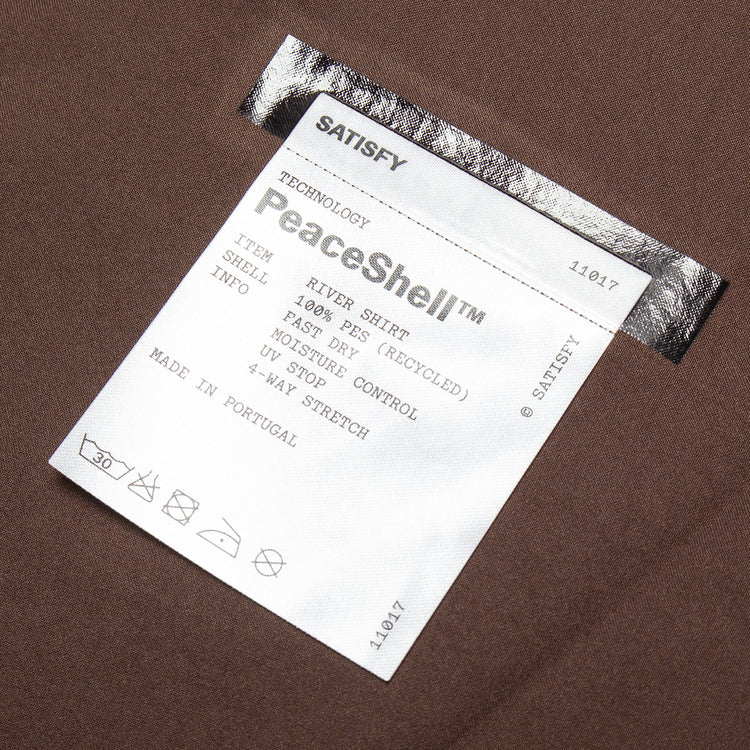 SATISFY
11017
TECHNOLOGY
PeaceShell™
ITEM RIVER SHIRT
SHELL 100% PES (RECYCLED)
INFO FAST DRY
MOISTURE CONTROL
UV STOP
4-WAY STRETCH
MADE IN PORTUGAL
30
© SATISFY
11017